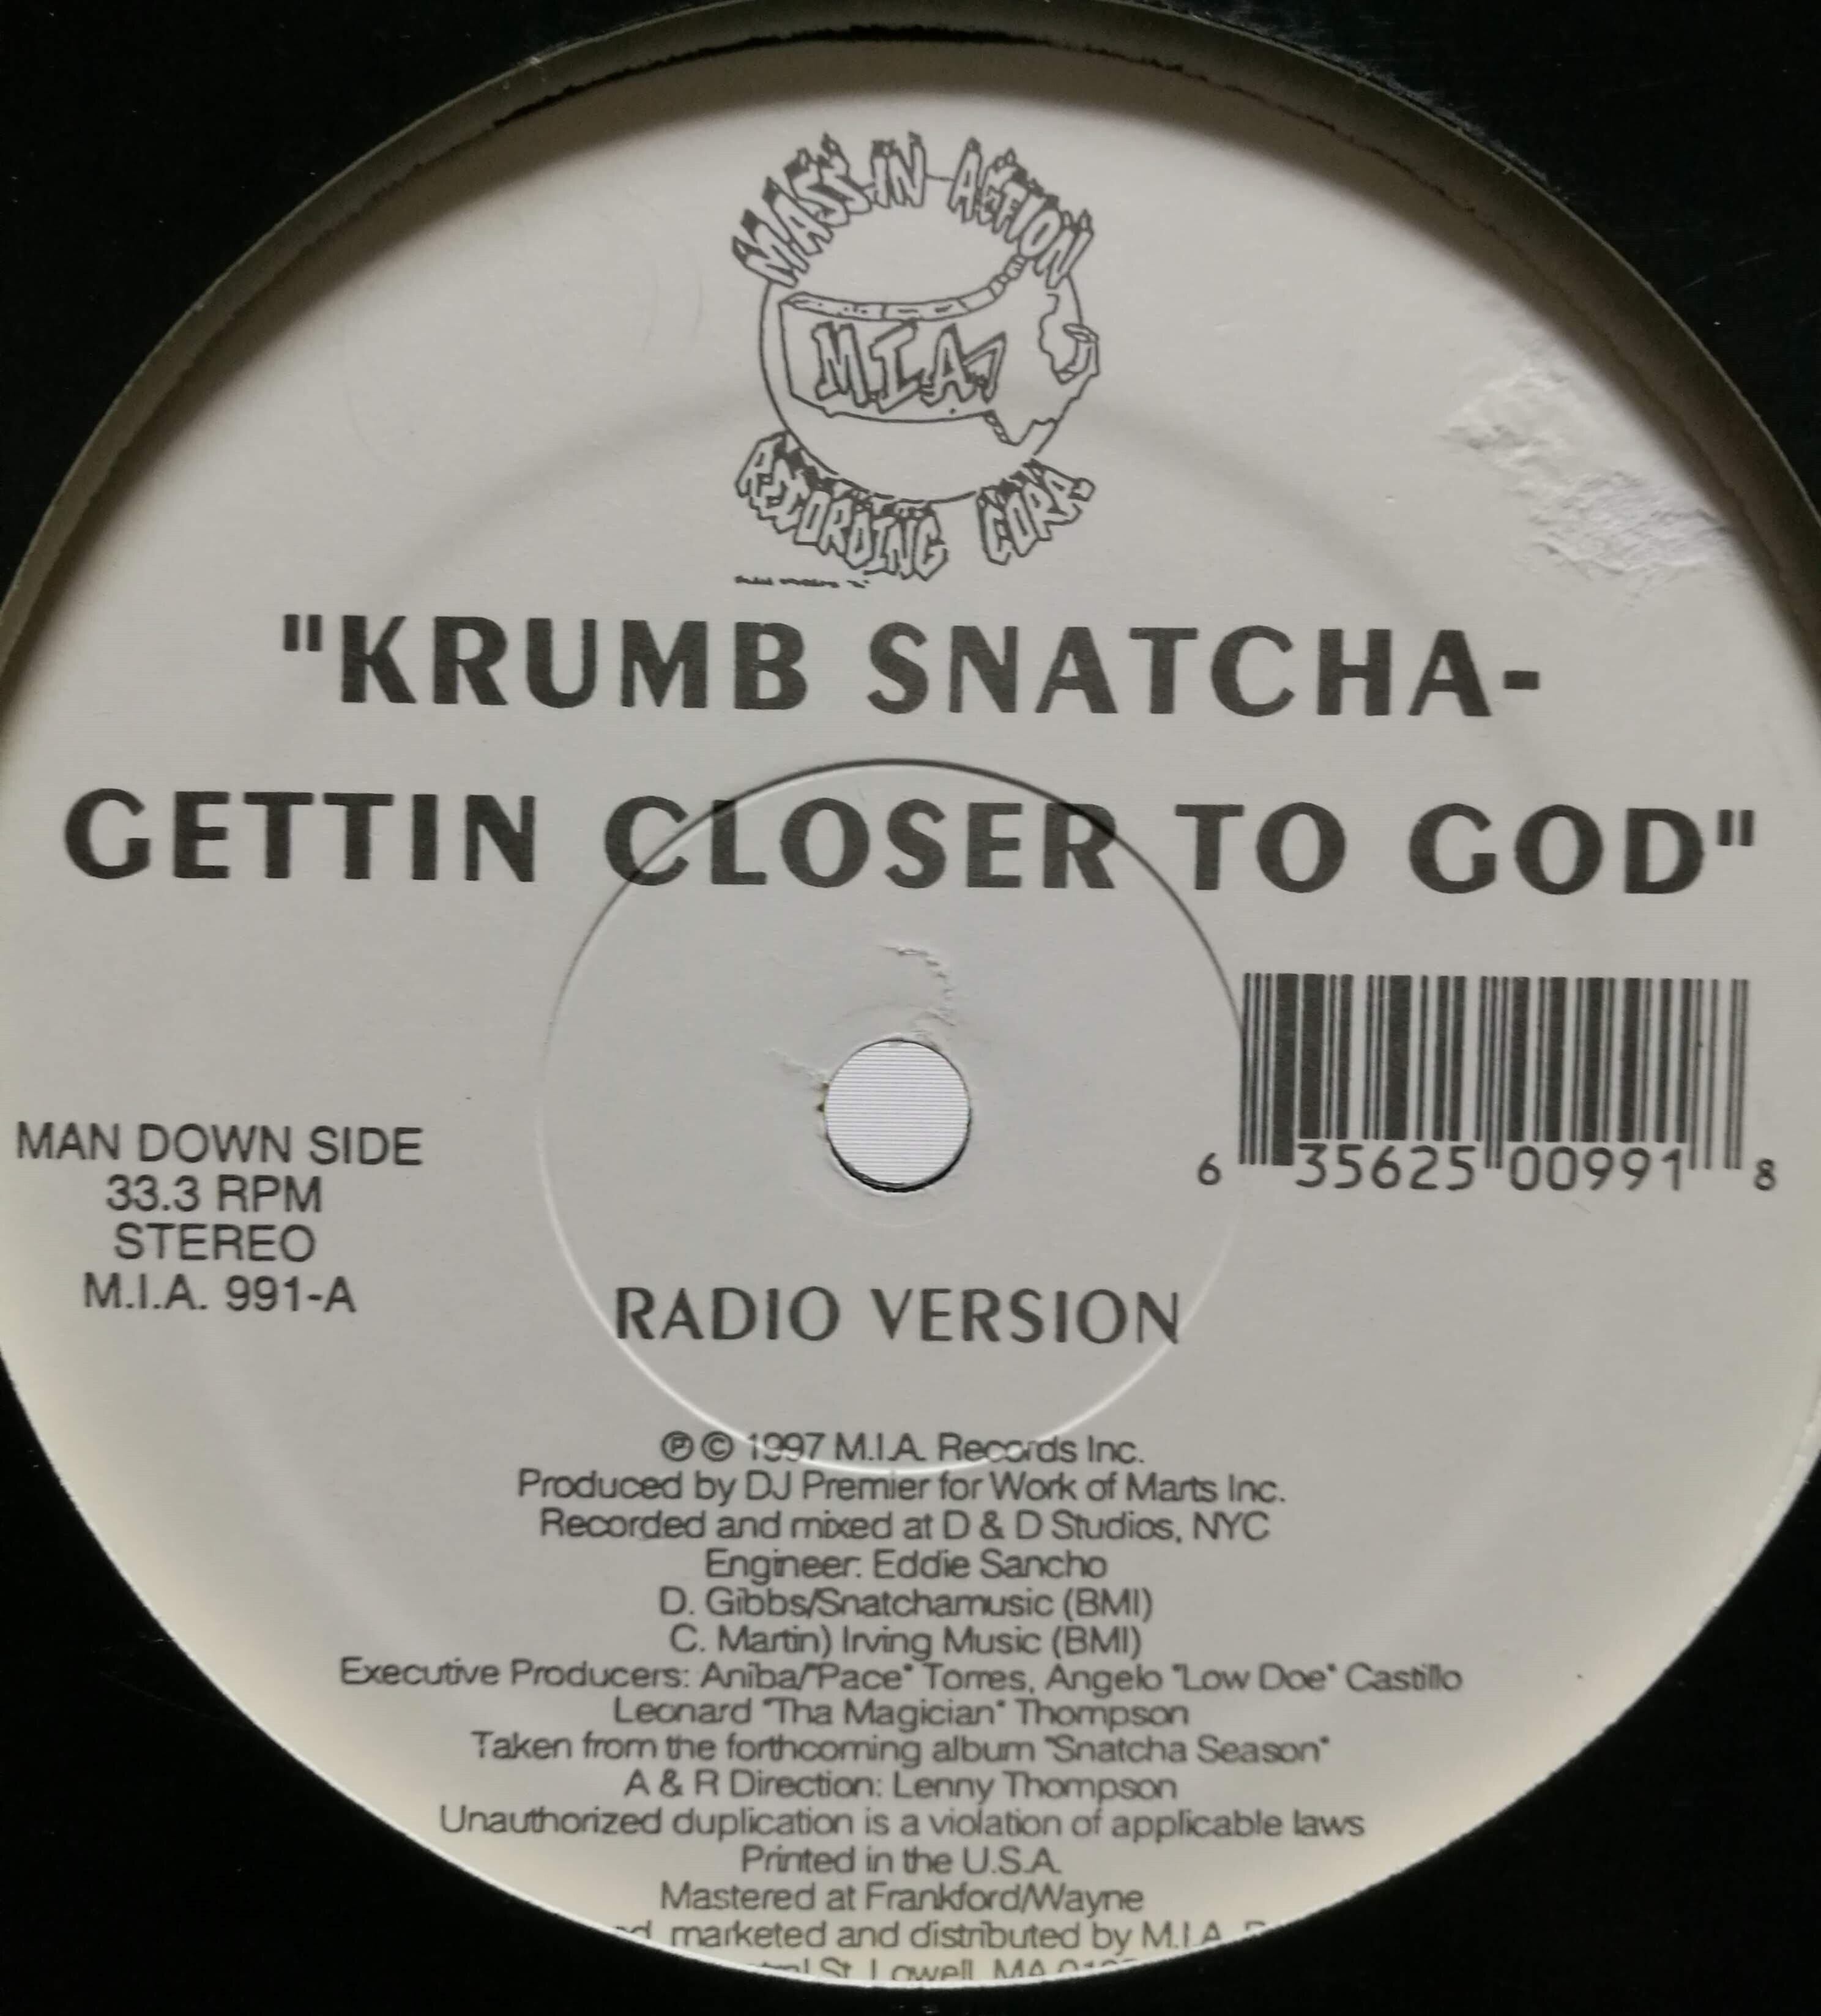 MASS IN ACTION
M.I.A.
RECORDING CORP.
"KRUMB SNATCHA-
GETTIN CLOSER TO GOD"
MAN DOWN SIDE
33.3 RPM
STEREO
M.I.A. 991-A
6 35625 00991 8
RADIO VERSION
℗ © 1997 M.I.A. Records Inc.
Produced by DJ Premier for Work of Marts Inc.
Recorded and mixed at D & D Studios, NYC
Engineer: Eddie Sancho
D. Gibbs/Snatchamusic (BMI)
C. Martin) Irving Music (BMI)
Executive Producers: Aniba/"Pace" Torres, Angelo "Low Doe" Castillo
Leonard "Tha Magician" Thompson
Taken from the forthcoming album "Snatcha Season"
A & R Direction: Lenny Thompson
Unauthorized duplication is a violation of applicable laws
Printed in the U.S.A.
Mastered at Frankford/Wayne
marketed and distributed by M.I.A.
St. Lowell, MA